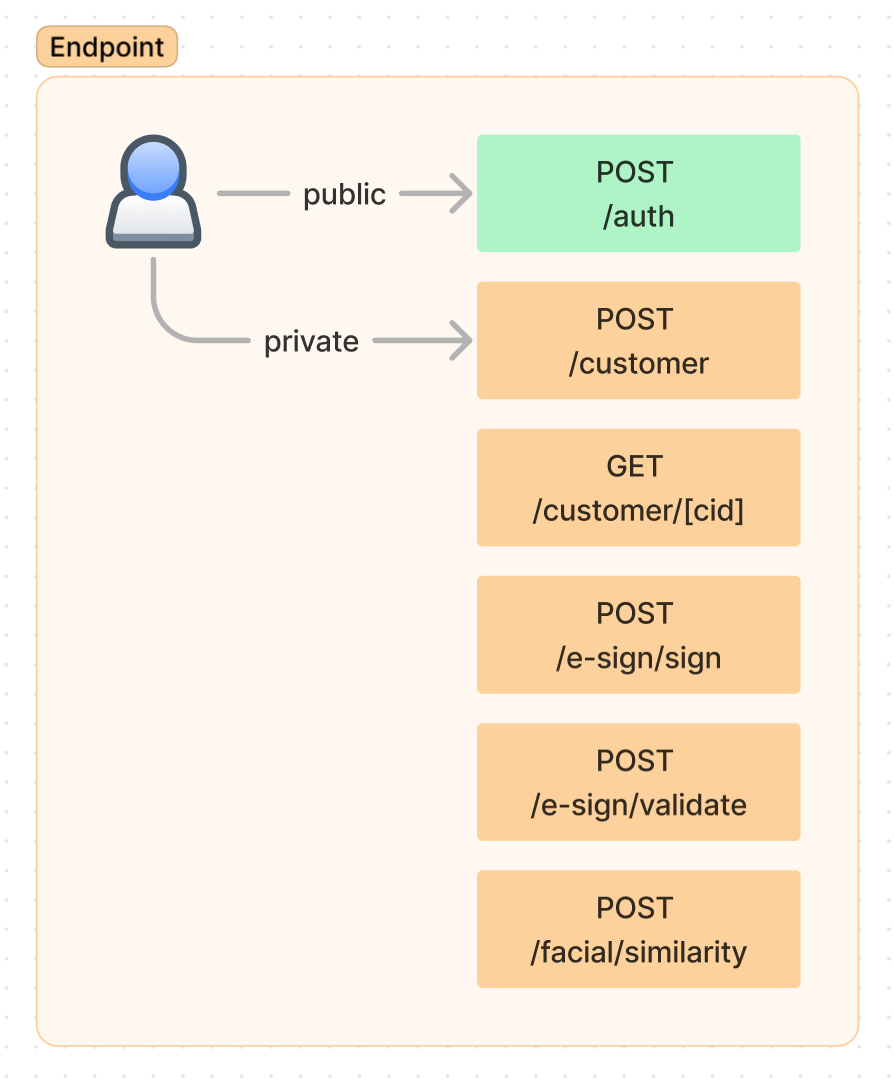 Endpoint
public
POST
/auth
private
POST
/customer
GET
/customer/[cid]
POST
/e-sign/sign
POST
/e-sign/validate
POST
/facial/similarity